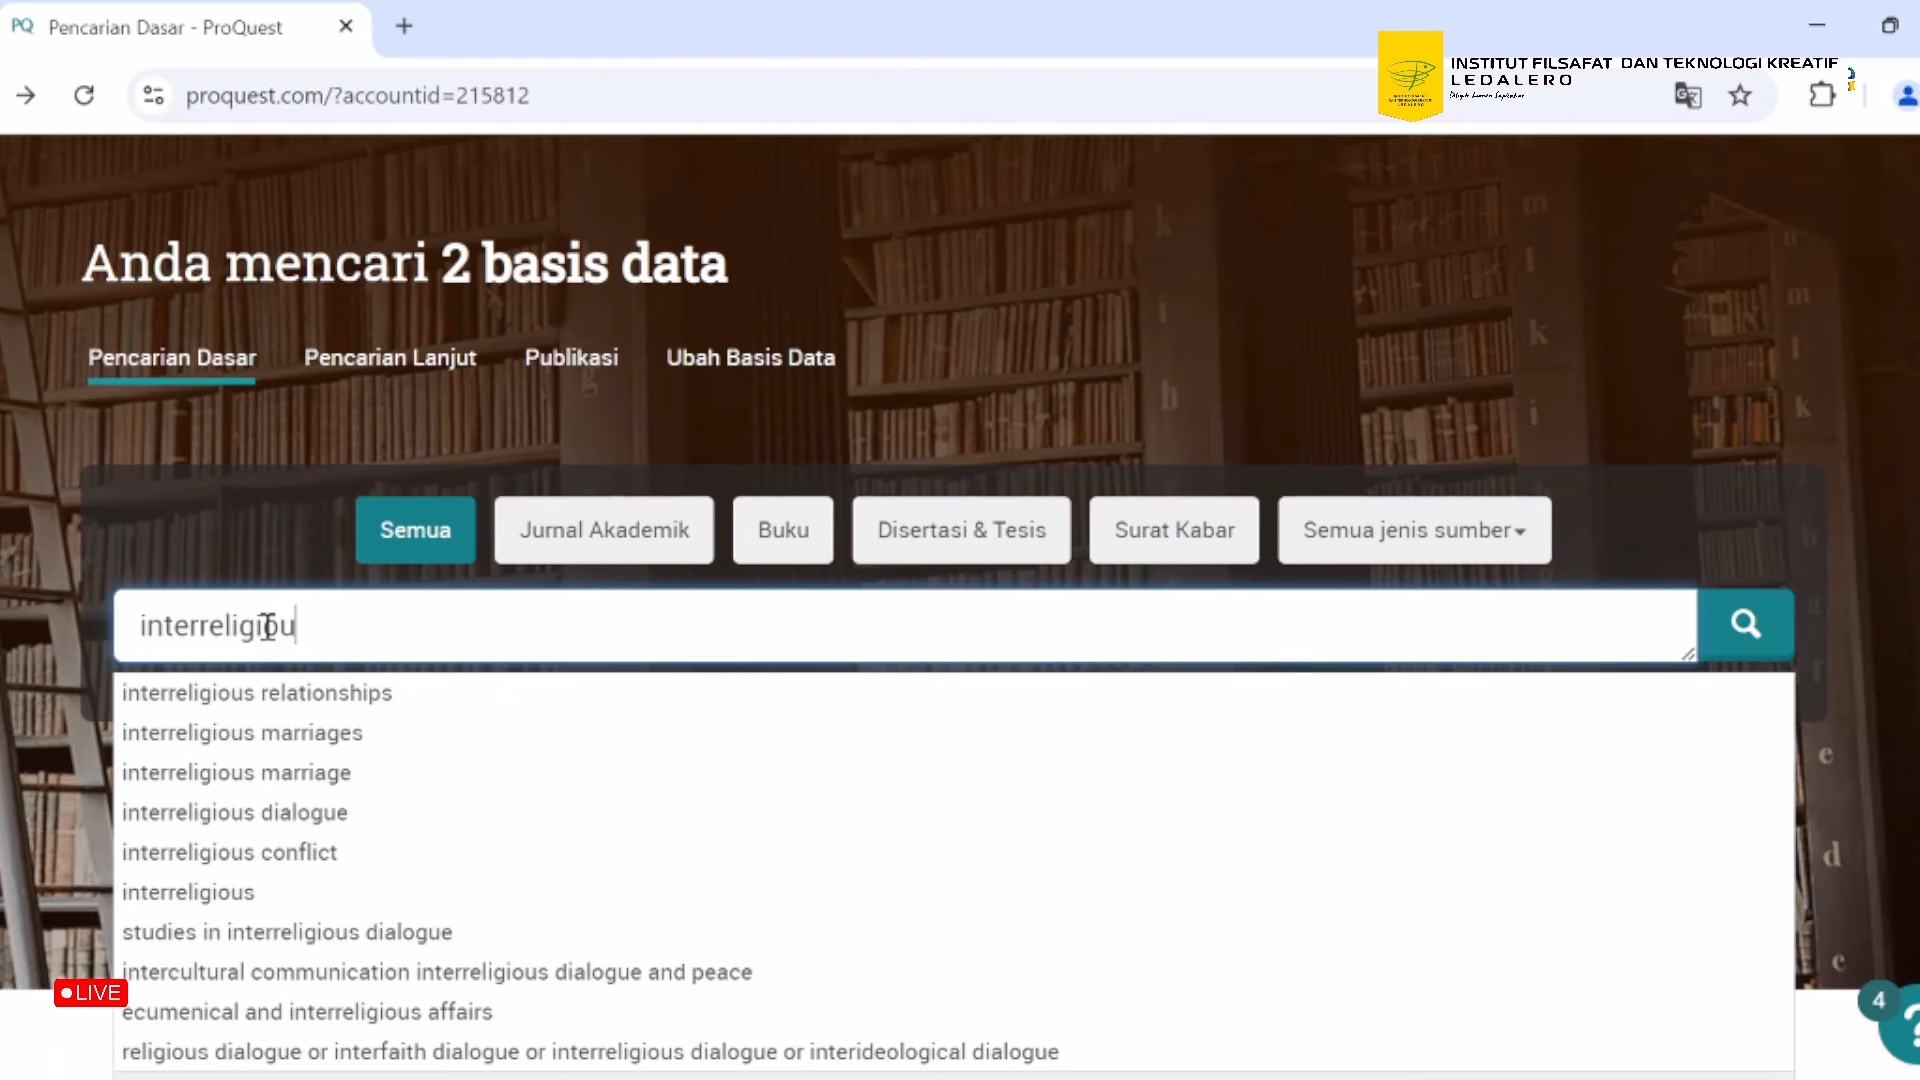 PQ Pencarian Dasar - ProQuest
proquest.com/?accountid=215812
INSTITUT FILSAFAT DAN TEKNOLOGI KREATIF
LEDALERO
Anda mencari 2 basis data
Pencarian Dasar Pencarian Lanjut Publikasi Ubah Basis Data
Semua Jurnal Akademik Buku Disertasi & Tesis Surat Kabar Semua jenis sumber
interreligiou
interreligious relationships
interreligious marriages
interreligious marriage
interreligious dialogue
interreligious conflict
interreligious
studies in interreligious dialogue
intercultural communication interreligious dialogue and peace
LIVE
ecumenical and interreligious affairs
religious dialogue or interfaith dialogue or interreligious dialogue or interideological dialogue
4
?